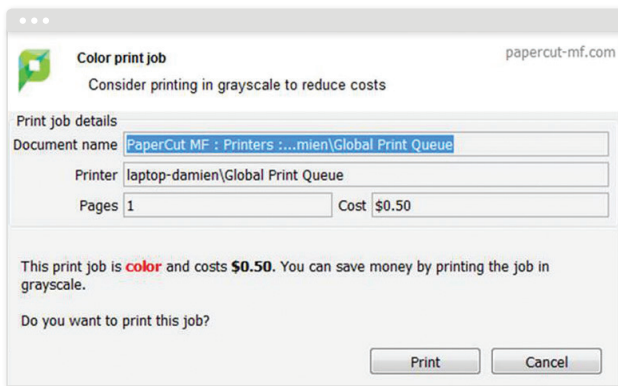 papercut-mf.com
Color print job
Consider printing in grayscale to reduce costs
Print job details
Document name PaperCut MF : Printers :...mien\Global Print Queue
Printer laptop-damien\Global Print Queue
Pages 1 Cost $0.50
This print job is color and costs $0.50. You can save money by printing the job in
grayscale.
Do you want to print this job?
Print Cancel